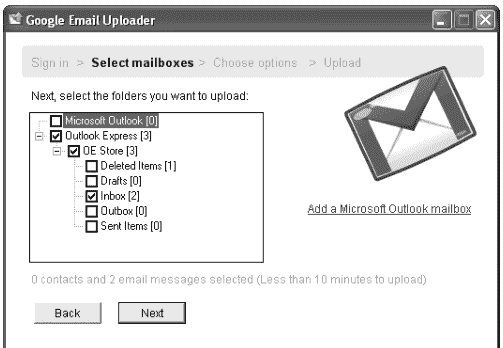 Google Email Uploader
Sign in > Select mailboxes > Choose options > Upload
Next, select the folders you want to upload:
Microsoft Outlook [0]
Outlook Express [3]
OE Store [3]
Deleted Items [1]
Drafts [0]
Inbox [2]
Outbox [0]
Sent Items [0]
Add a Microsoft Outlook mailbox
0 contacts and 2 email messages selected (Less than 10 minutes to upload)
Back Next